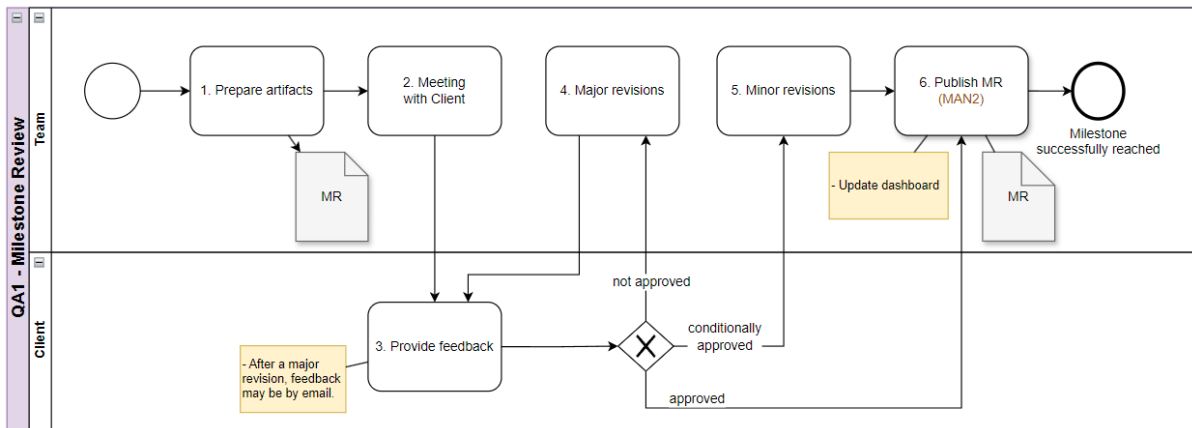 QA1 - Milestone Review
Team
1. Prepare artifacts
2. Meeting
with Client
4. Major revisions
5. Minor revisions
6. Publish MR
(MAN2)
Milestone
successfully reached
MR
- Update dashboard
MR
Client
not approved
conditionally
approved
3. Provide feedback
- After a major
revision, feedback
may be by email.
approved